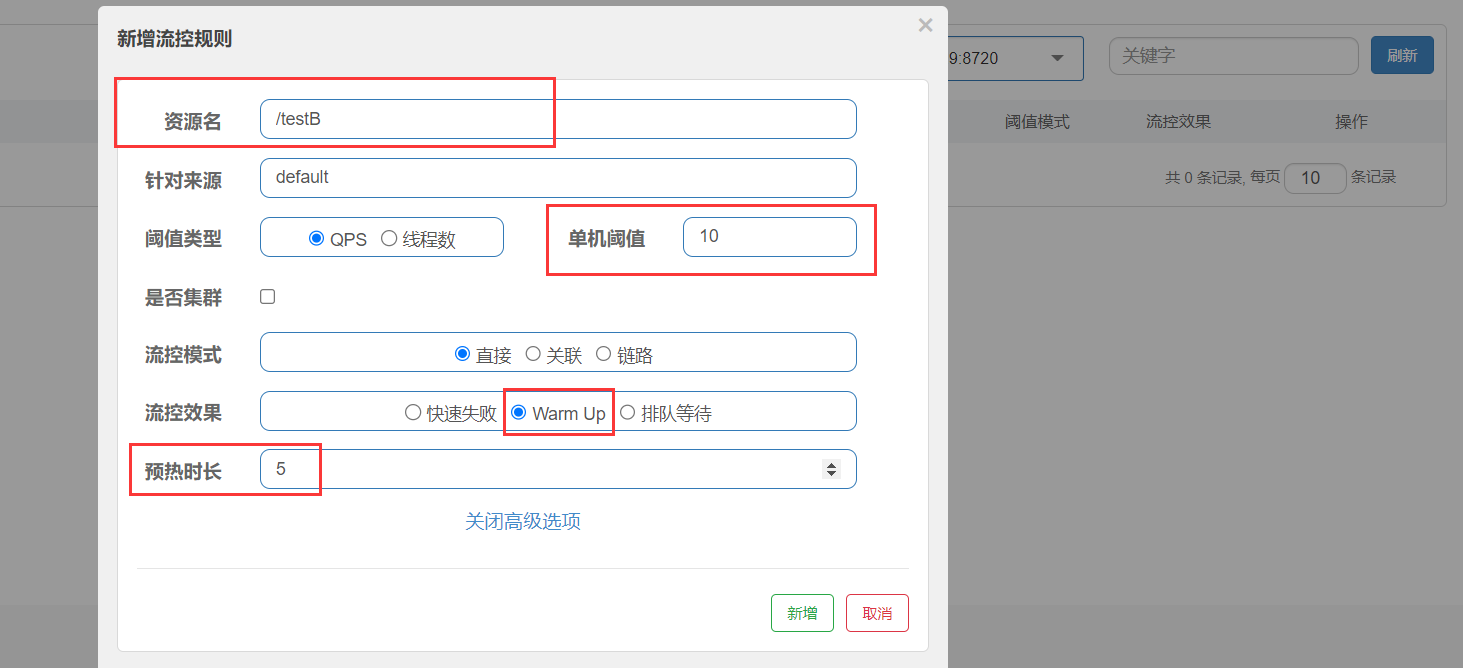 新增流控规则
×
9:8720
关键字
刷新
资源名
/testB
阈值模式
流控效果
操作
针对来源
default
共 0 条记录, 每页
10
条记录
阈值类型
QPS
线程数
单机阈值
10
是否集群
流控模式
直接
关联
链路
流控效果
快速失败
Warm Up
排队等待
预热时长
5
关闭高级选项
新增
取消